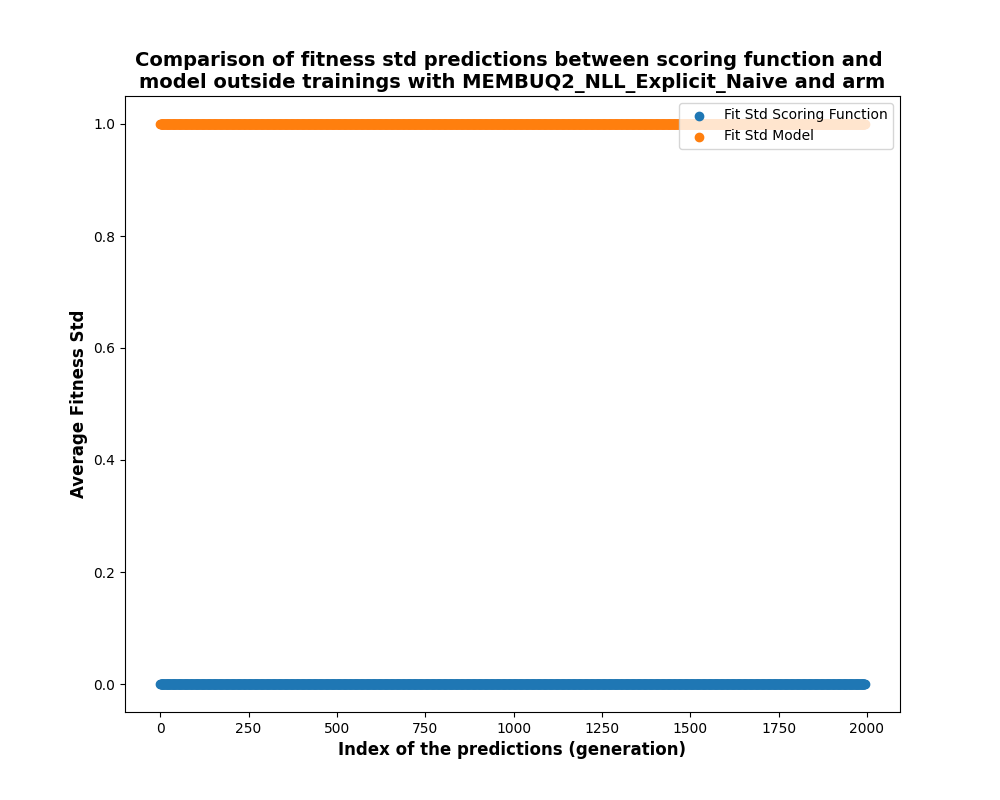 Comparison of fitness std predictions between scoring function and
model outside trainings with MEMBUQ2_NLL_Explicit_Naive and arm
Fit Std Scoring Function
Fit Std Model
Average Fitness Std
1.0
0.8
0.6
0.4
0.2
0.0
0 250 500 750 1000 1250 1500 1750 2000
Index of the predictions (generation)